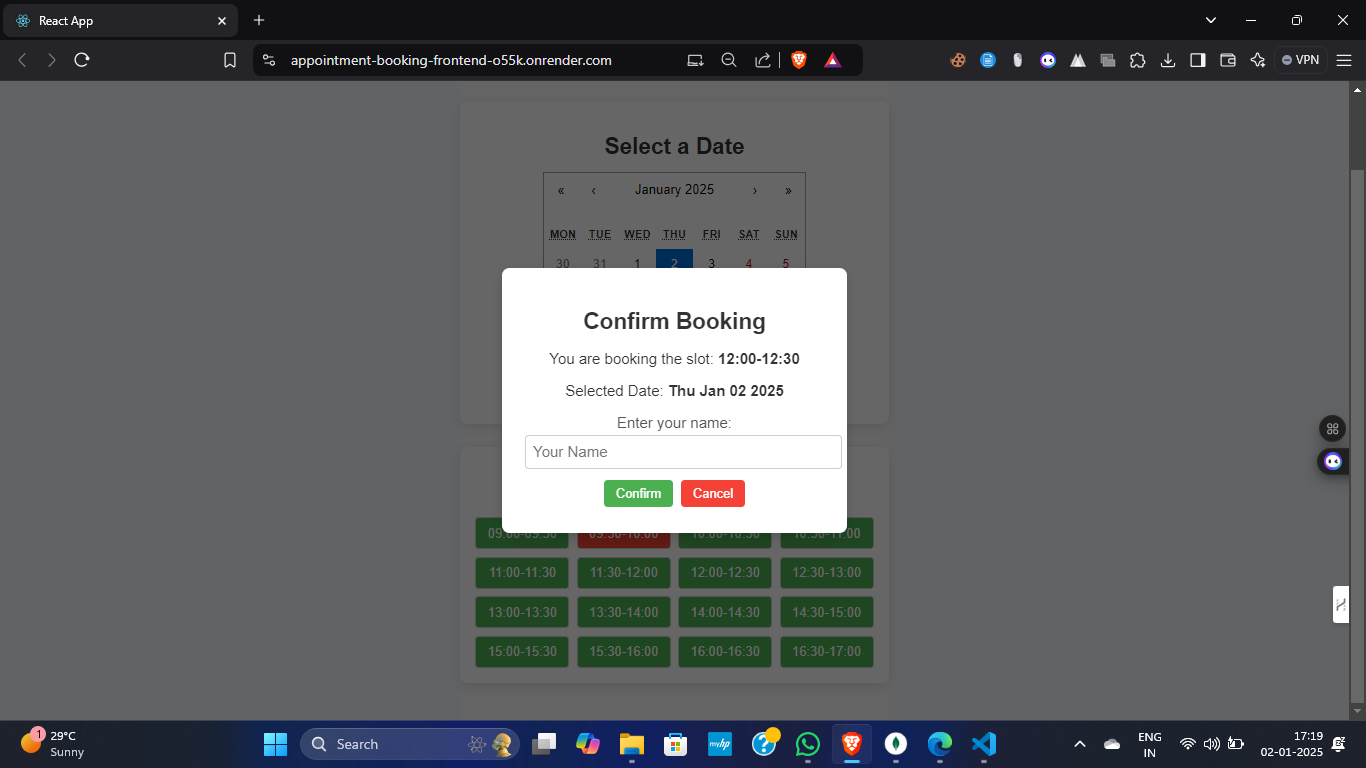 React App
appointment-booking-frontend-o55k.onrender.com
VPN
Select a Date
« ‹ January 2025 › »
MON TUE WED THU FRI SAT SUN
30 31 1 2 3 4 5
Confirm Booking
You are booking the slot: 12:00-12:30
Selected Date: Thu Jan 02 2025
Enter your name:
Your Name
Confirm Cancel
09:00-09:30 09:30-10:00 10:00-10:30 10:30-11:00
11:00-11:30 11:30-12:00 12:00-12:30 12:30-13:00
13:00-13:30 13:30-14:00 14:00-14:30 14:30-15:00
15:00-15:30 15:30-16:00 16:00-16:30 16:30-17:00
1
29°C
Sunny
Search
myhp
ENG
IN
17:19
02-01-2025